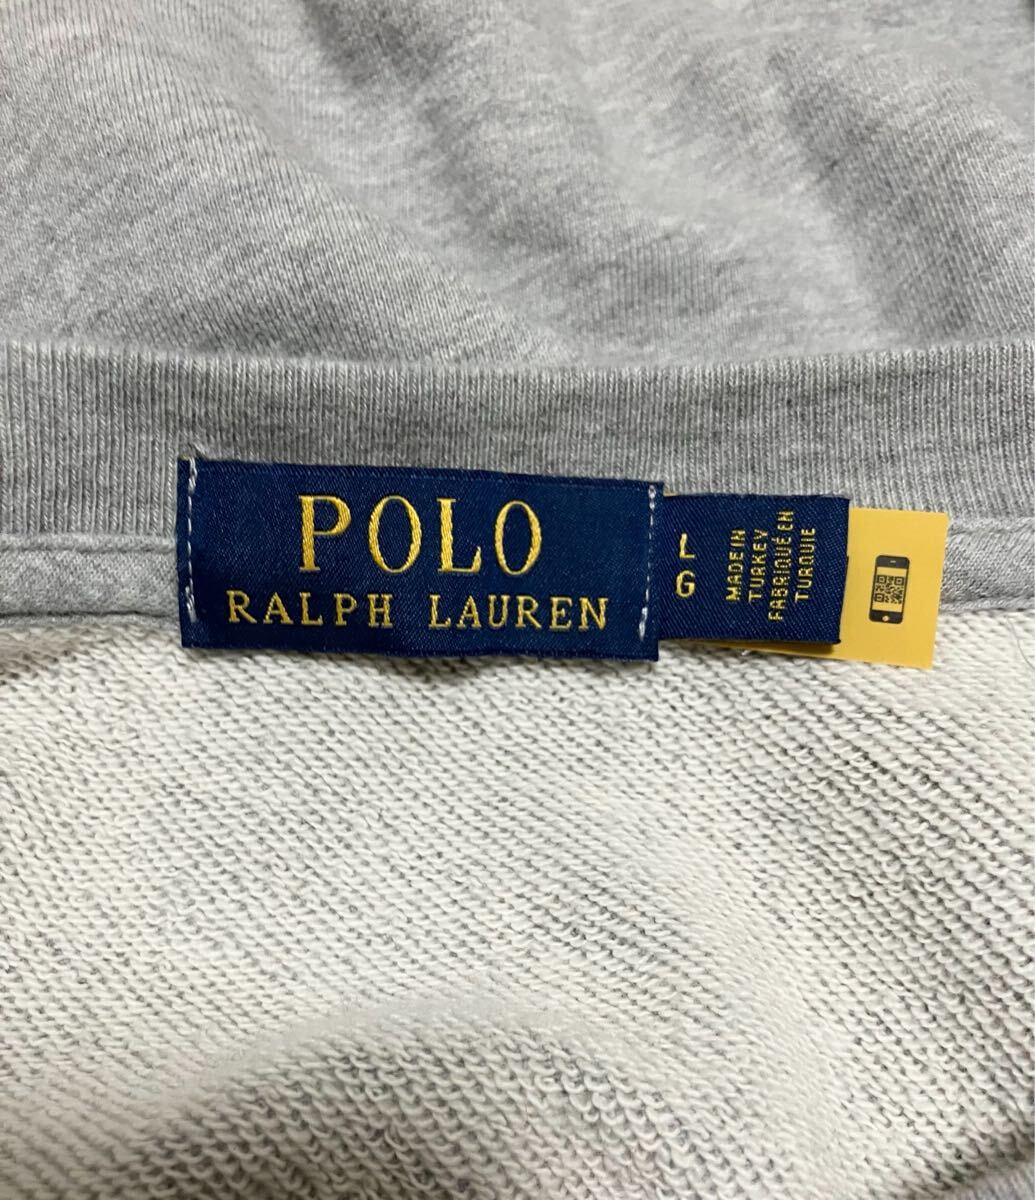 POLO
RALPH LAUREN
L
G
MADE IN
TURKEY
FABRIQUÉ EN
TURQUIE